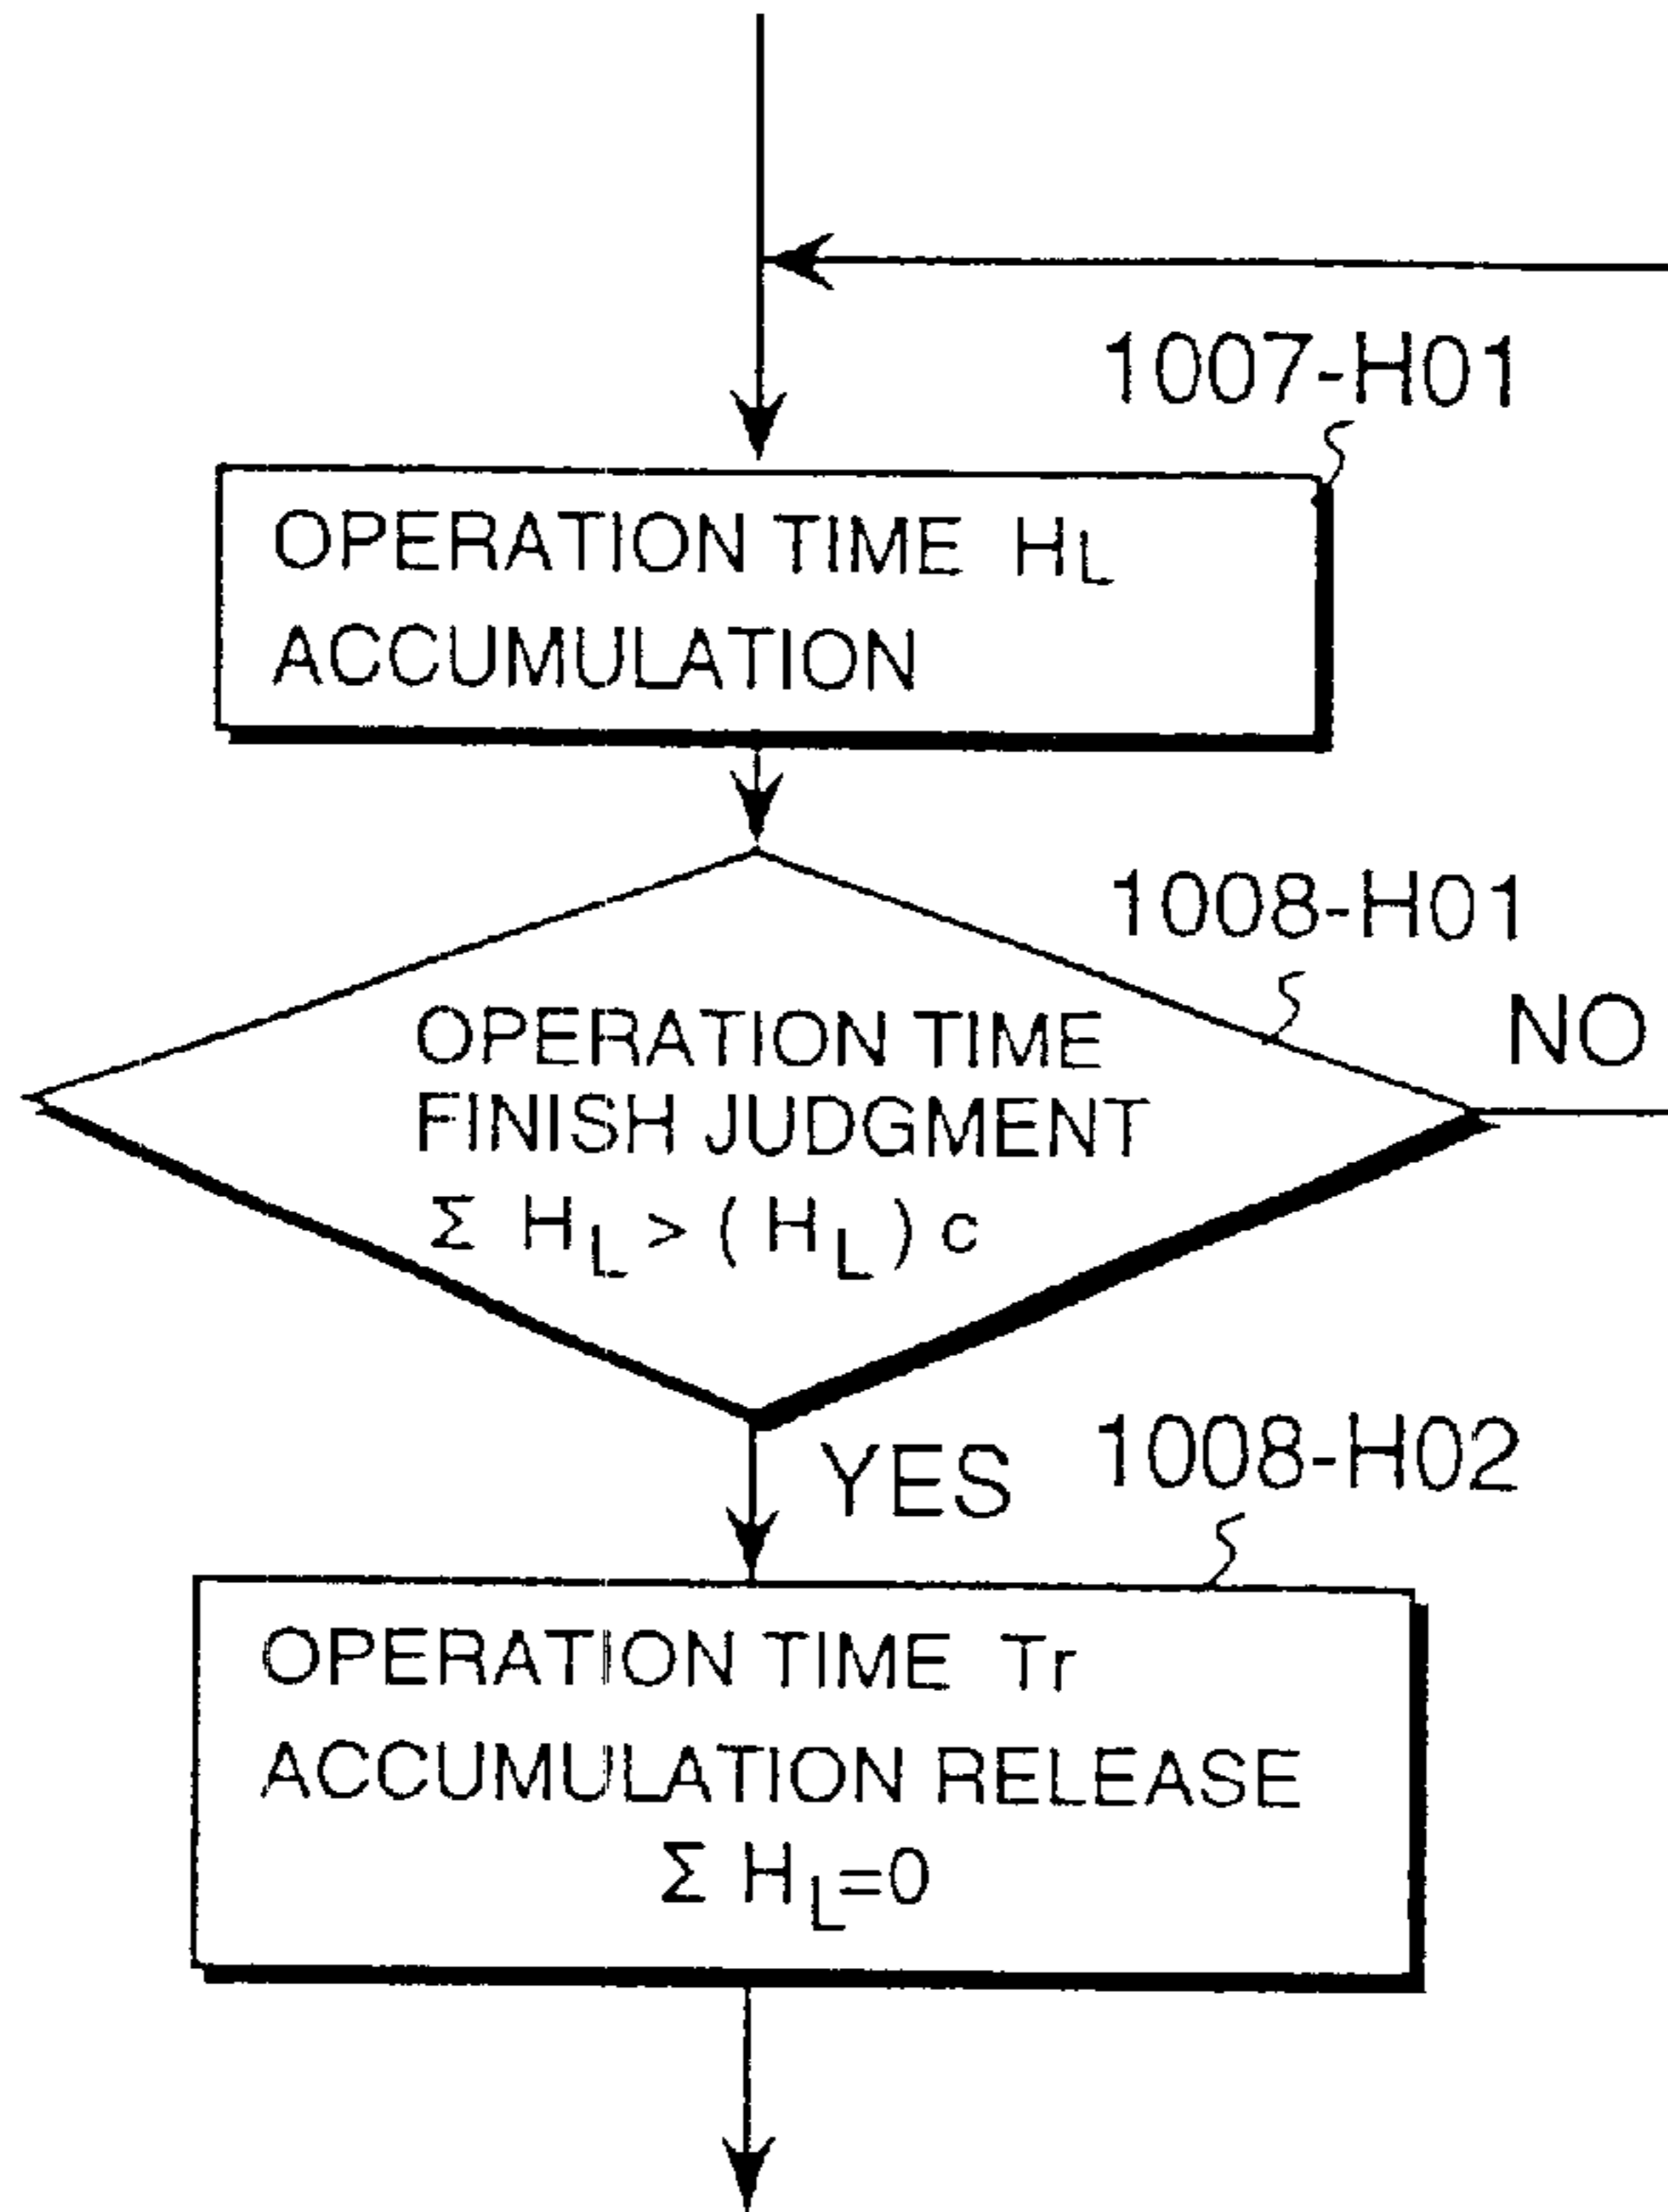 1007-H01
OPERATION TIME HL
ACCUMULATION
1008-H01
OPERATION TIME
FINISH JUDGMENT
Σ HL > (HL) c
NO
YES
1008-H02
OPERATION TIME Tr
ACCUMULATION RELEASE
Σ HL=0